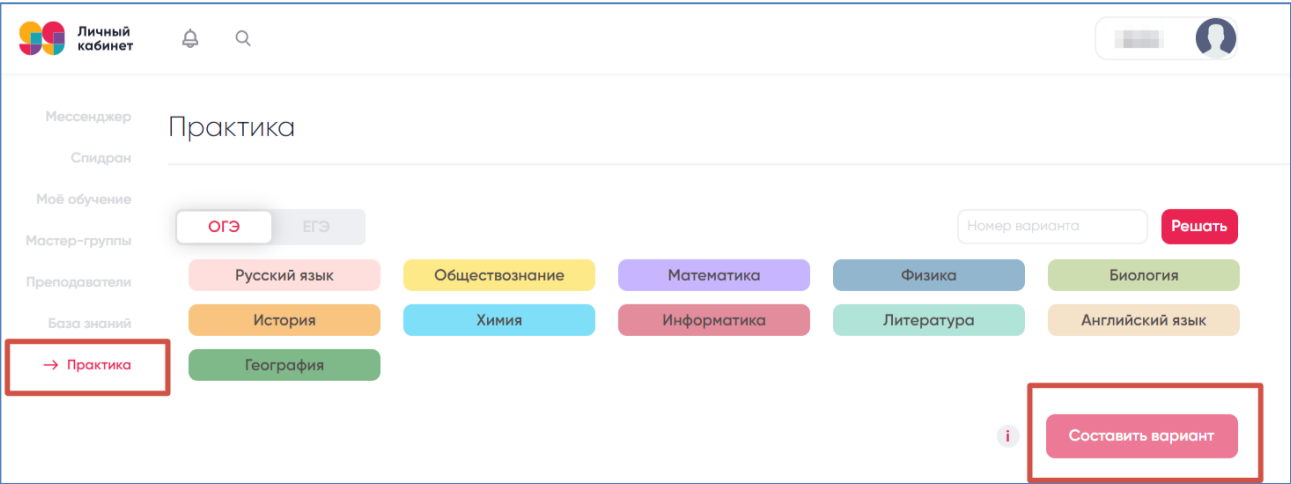 Личный
кабинет
Мессенджер
Спидран
Моё обучение
Мастер-группы
Преподаватели
База знаний
→ Практика
Практика
ОГЭ ЕГЭ
Номер варианта Решать
Русский язык Обществознание Математика Физика Биология
История Химия Информатика Литература Английский язык
География
i Составить вариант